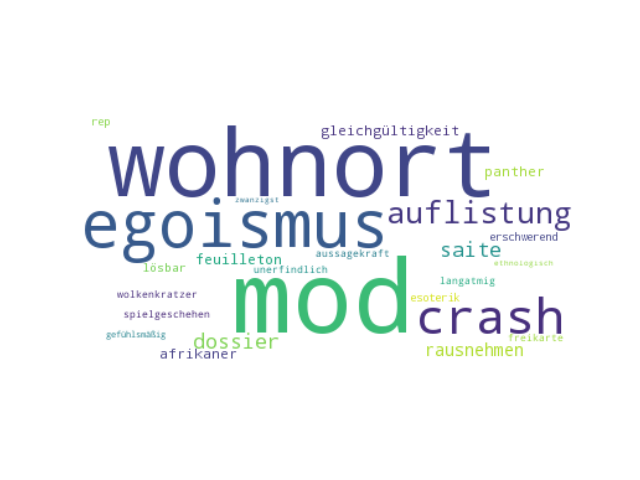 rep
gleichgültigkeit
wohnort
panther
zwanzigst
egoismus
auflistung
erschwerend
saite
aussagekraft
feuilleton
ethnologisch
lösbar
unerfindlich
langatmig
mod
wolkenkratzer
esoterik
crash
spielgeschehen
gefühlsmäßig
freikarte
dossier
rausnehmen
afrikaner